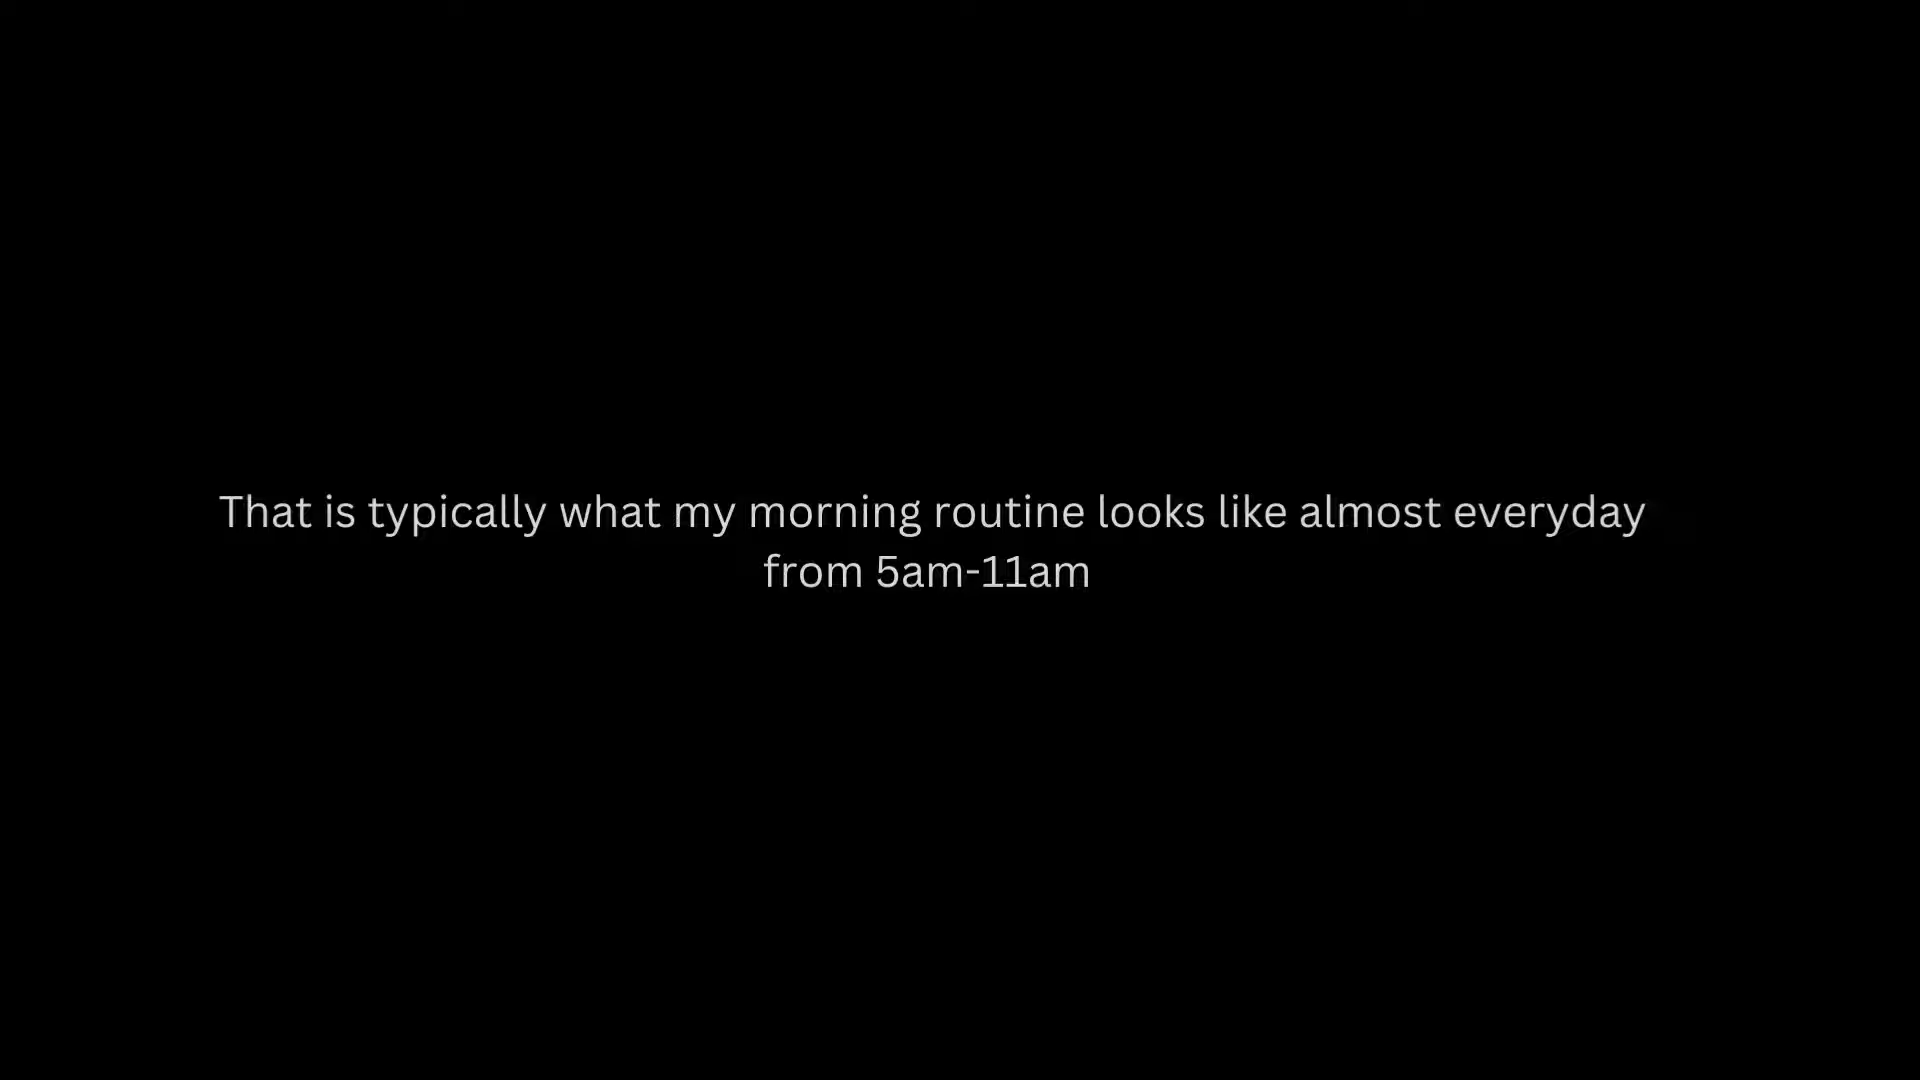 That is typically what my morning routine looks like almost everyday
from 5am-11am